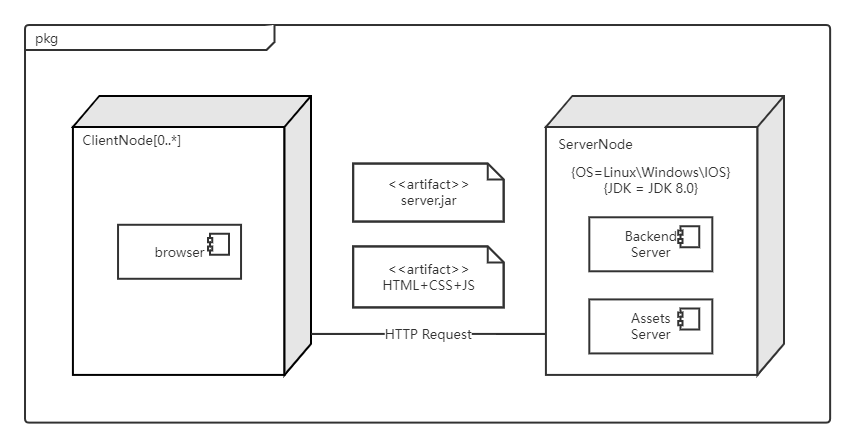 pkg
ClientNode[0..*]
browser
<<artifact>>
server.jar
<<artifact>>
HTML+CSS+JS
HTTP Request
ServerNode
{OS=Linux\Windows\IOS}
{JDK = JDK 8.0}
Backend
Server
Assets
Server